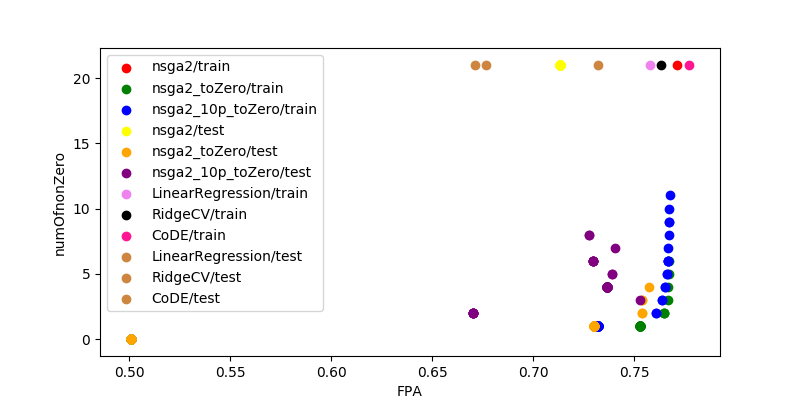 20
15
10
5
0
numOfnonZero
nsga2/train
nsga2_toZero/train
nsga2_10p_toZero/train
nsga2/test
nsga2_toZero/test
nsga2_10p_toZero/test
LinearRegression/train
RidgeCV/train
CoDE/train
LinearRegression/test
RidgeCV/test
CoDE/test
0.50 0.55 0.60 0.65 0.70 0.75
FPA